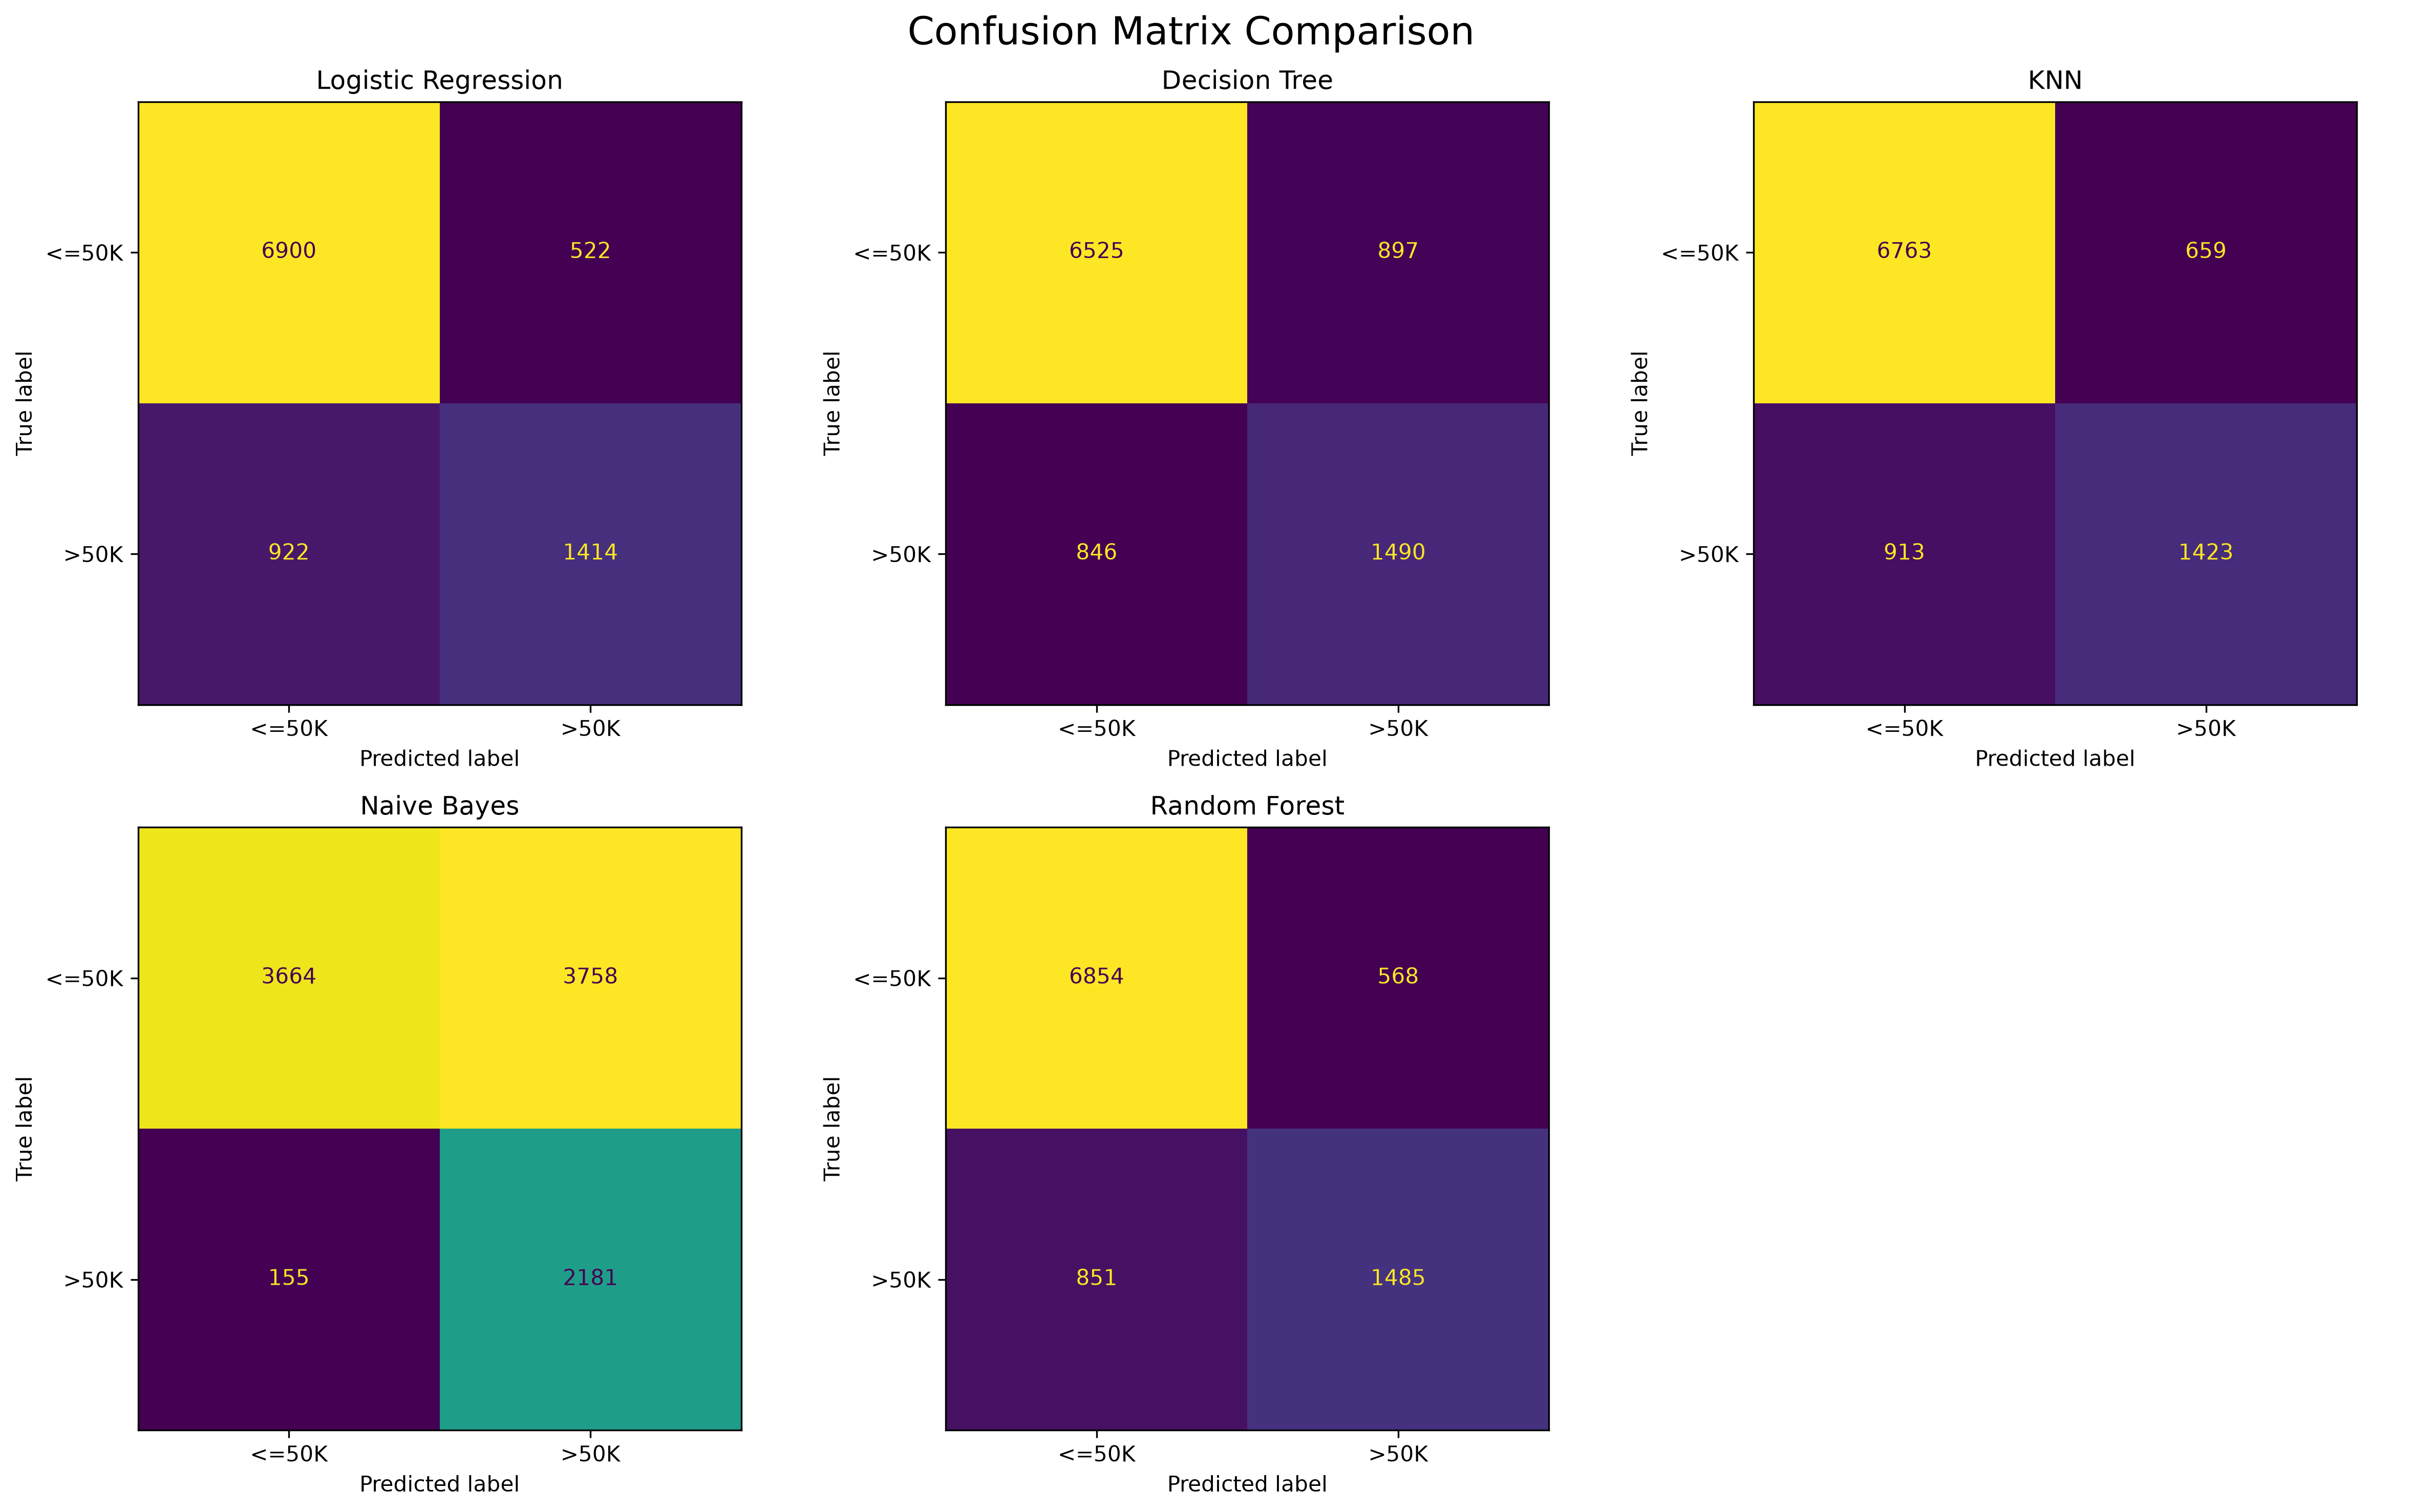 Confusion Matrix Comparison
Logistic Regression
Decision Tree
KNN
True label
<=50K
6900
522
>50K
922
1414
<=50K
>50K
Predicted label
True label
<=50K
6525
897
>50K
846
1490
<=50K
>50K
Predicted label
True label
<=50K
6763
659
>50K
913
1423
<=50K
>50K
Predicted label
Naive Bayes
True label
<=50K
3664
3758
>50K
155
2181
<=50K
>50K
Predicted label
Random Forest
True label
<=50K
6854
568
>50K
851
1485
<=50K
>50K
Predicted label